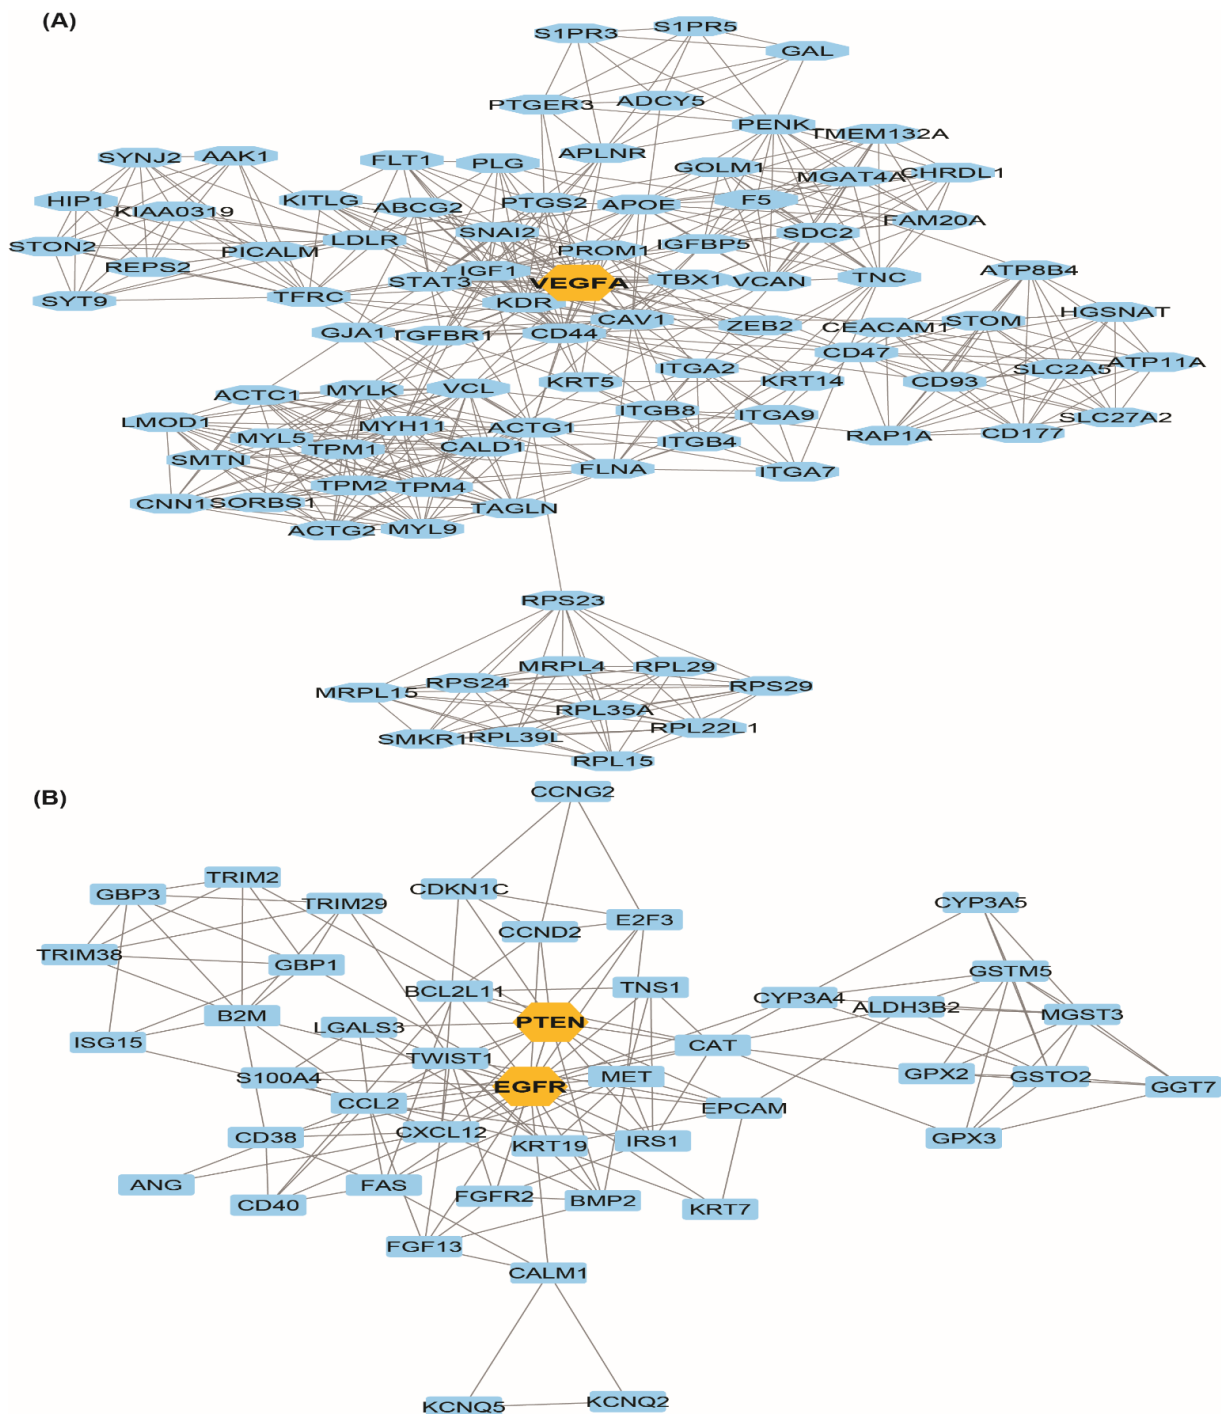 (A)
S1PR3
S1PR5
GAL
PTGER3
ADCY5
PENK
TMEM132A
SYNJ2
AAK1
FLT1
PLG
APLNR
GOLM1
MGAT4A
CHRDL1
HIP1
KIAA0319
KITLG
ABCG2
PTGS2
APOE
F5
FAM20A
STON2
PICALM
LDLR
SNAI2
PROM1
IGFBP5
SDC2
REPS2
SYT9
TFRC
STAT3
IGF1
VEGFA
TBX1
VCAN
TNC
ATP8B4
KDR
GJA1
TGFBR1
CD44
CAV1
ZEB2
CEACAM1
STOM
HGSNAT
CD47
ITGA2
KRT5
KRT14
CD93
SLC2A5
ATP11A
ACTC1
MYLK
VCL
LMOD1
MYL5
MYH11
ACTG1
ITGB8
ITGA9
RAP1A
CD177
SLC27A2
SMTN
TPM1
CALD1
ITGB4
FLNA
ITGA7
CNN1
SORBS1
TPM2
TPM4
TAGLN
ACTG2
MYL9
RPS23
MRPL4
RPL29
MRPL15
RPS24
RPS29
RPL35A
SMKR1
RPL39L
RPL22L1
RPL15
(B)
CCNG2
GBP3
TRIM2
TRIM29
CDKN1C
E2F3
CYP3A5
CCND2
TRIM38
GBP1
BCL2L11
TNS1
GSTM5
CYP3A4
ALDH3B2
MGST3
B2M
LGALS3
PTEN
ISG15
TWIST1
CAT
S100A4
EGFR
MET
GPX2
GSTO2
GGT7
CCL2
EPCAM
CD38
CXCL12
KRT19
IRS1
GPX3
ANG
CD40
FAS
FGFR2
BMP2
KRT7
FGF13
CALM1
KCNQ5
KCNQ2